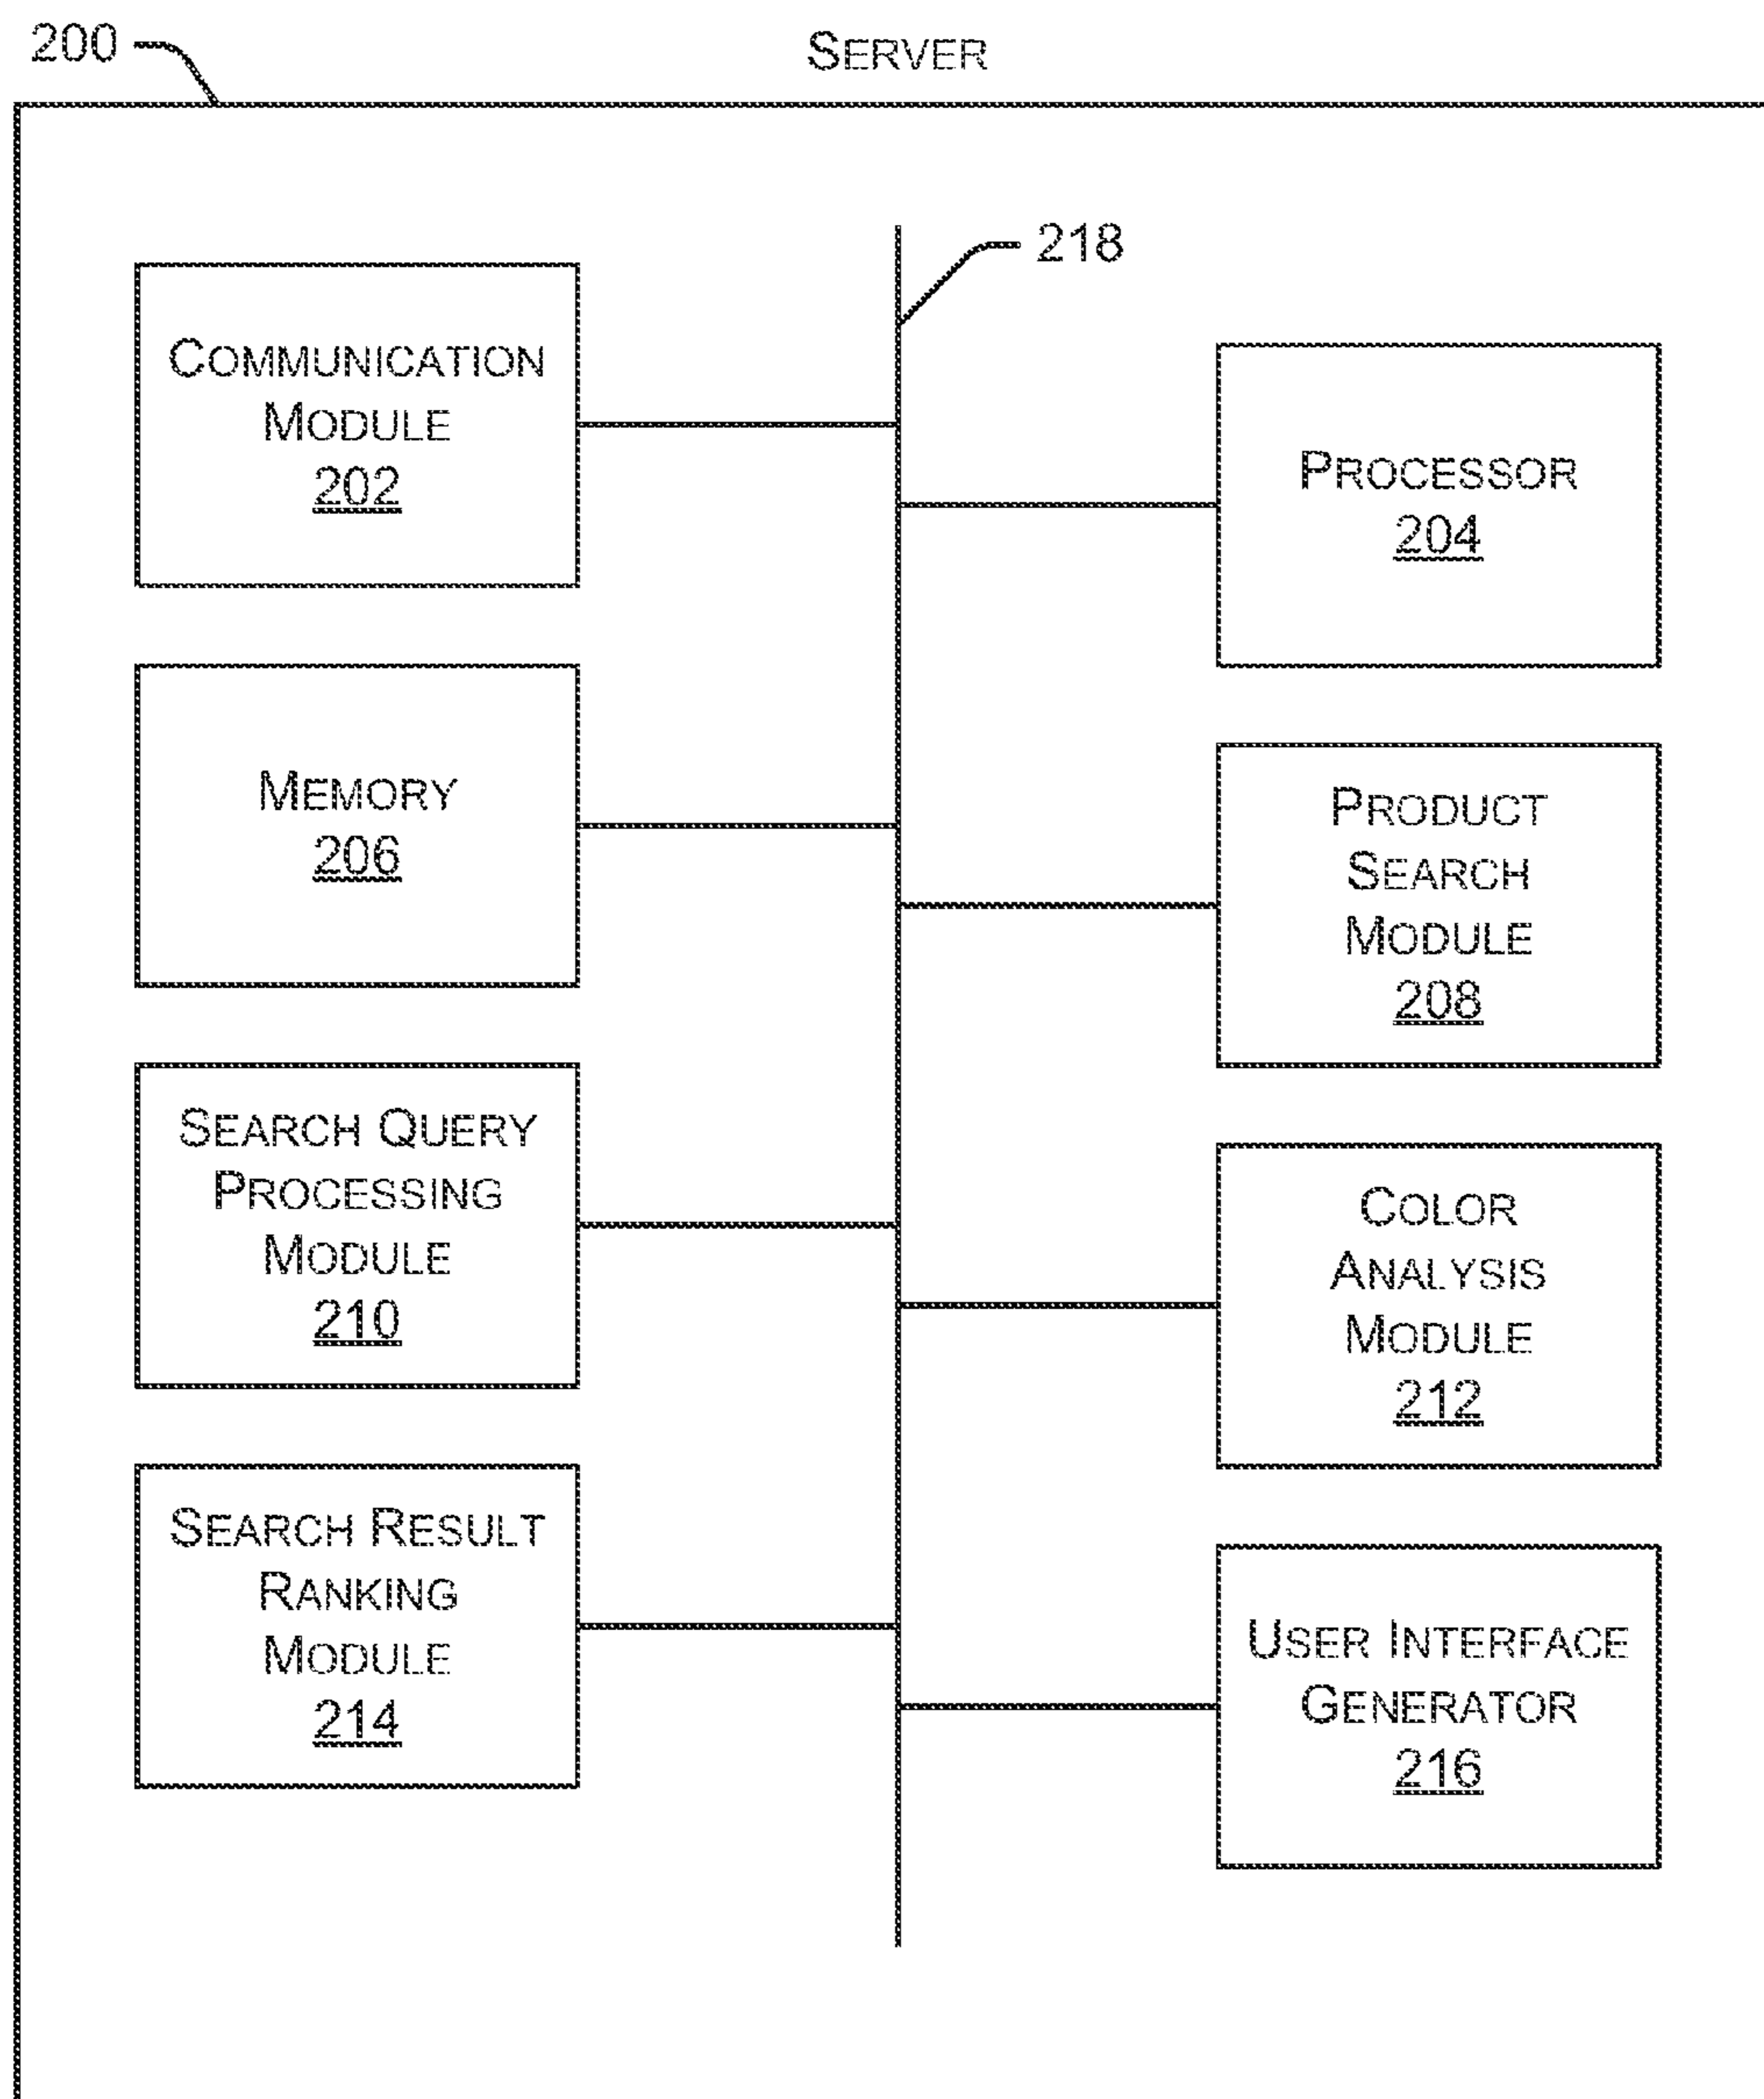 200
SERVER
218
COMMUNICATION
MODULE
202
PROCESSOR
204
MEMORY
206
PRODUCT
SEARCH
MODULE
208
SEARCH QUERY
PROCESSING
MODULE
210
COLOR
ANALYSIS
MODULE
212
SEARCH RESULT
RANKING
MODULE
214
USER INTERFACE
GENERATOR
216